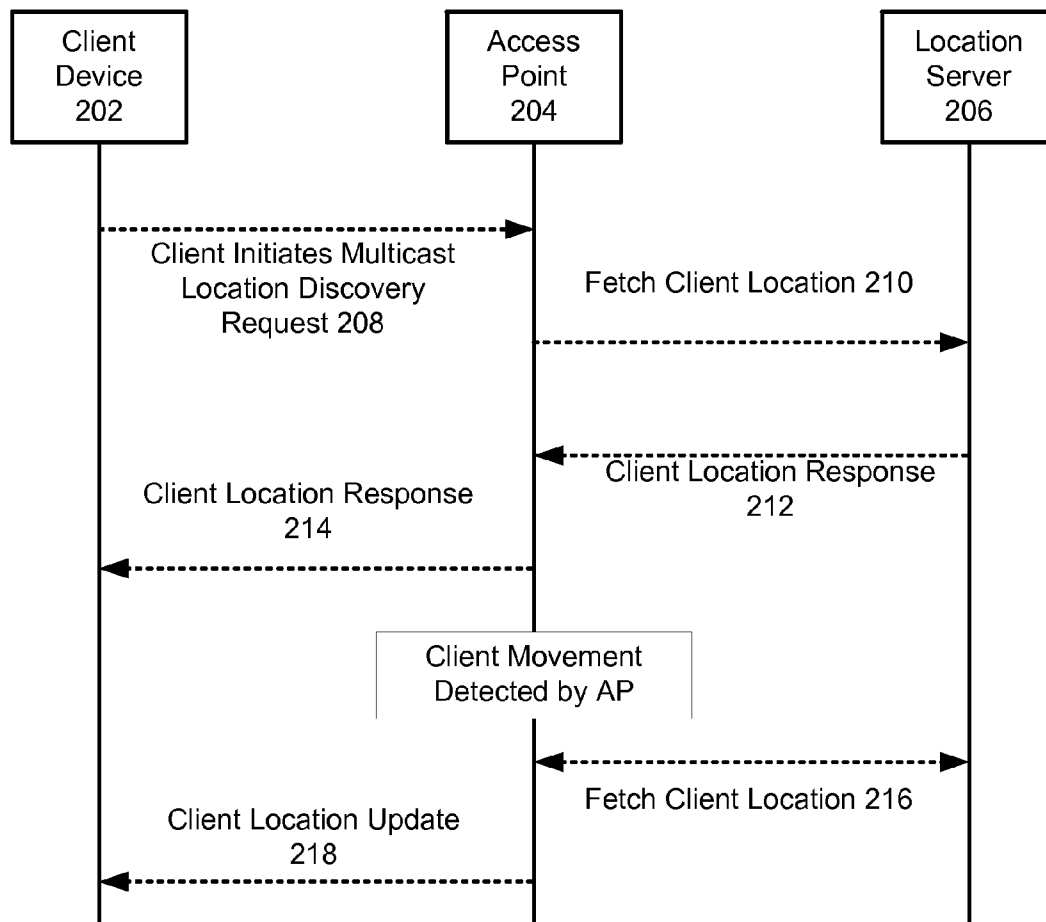 Client
Device
202
Access
Point
204
Location
Server
206
Client Initiates Multicast
Location Discovery
Request 208
Fetch Client Location 210
Client Location Response
212
Client Location Response
214
Client Movement
Detected by AP
Fetch Client Location 216
Client Location Update
218